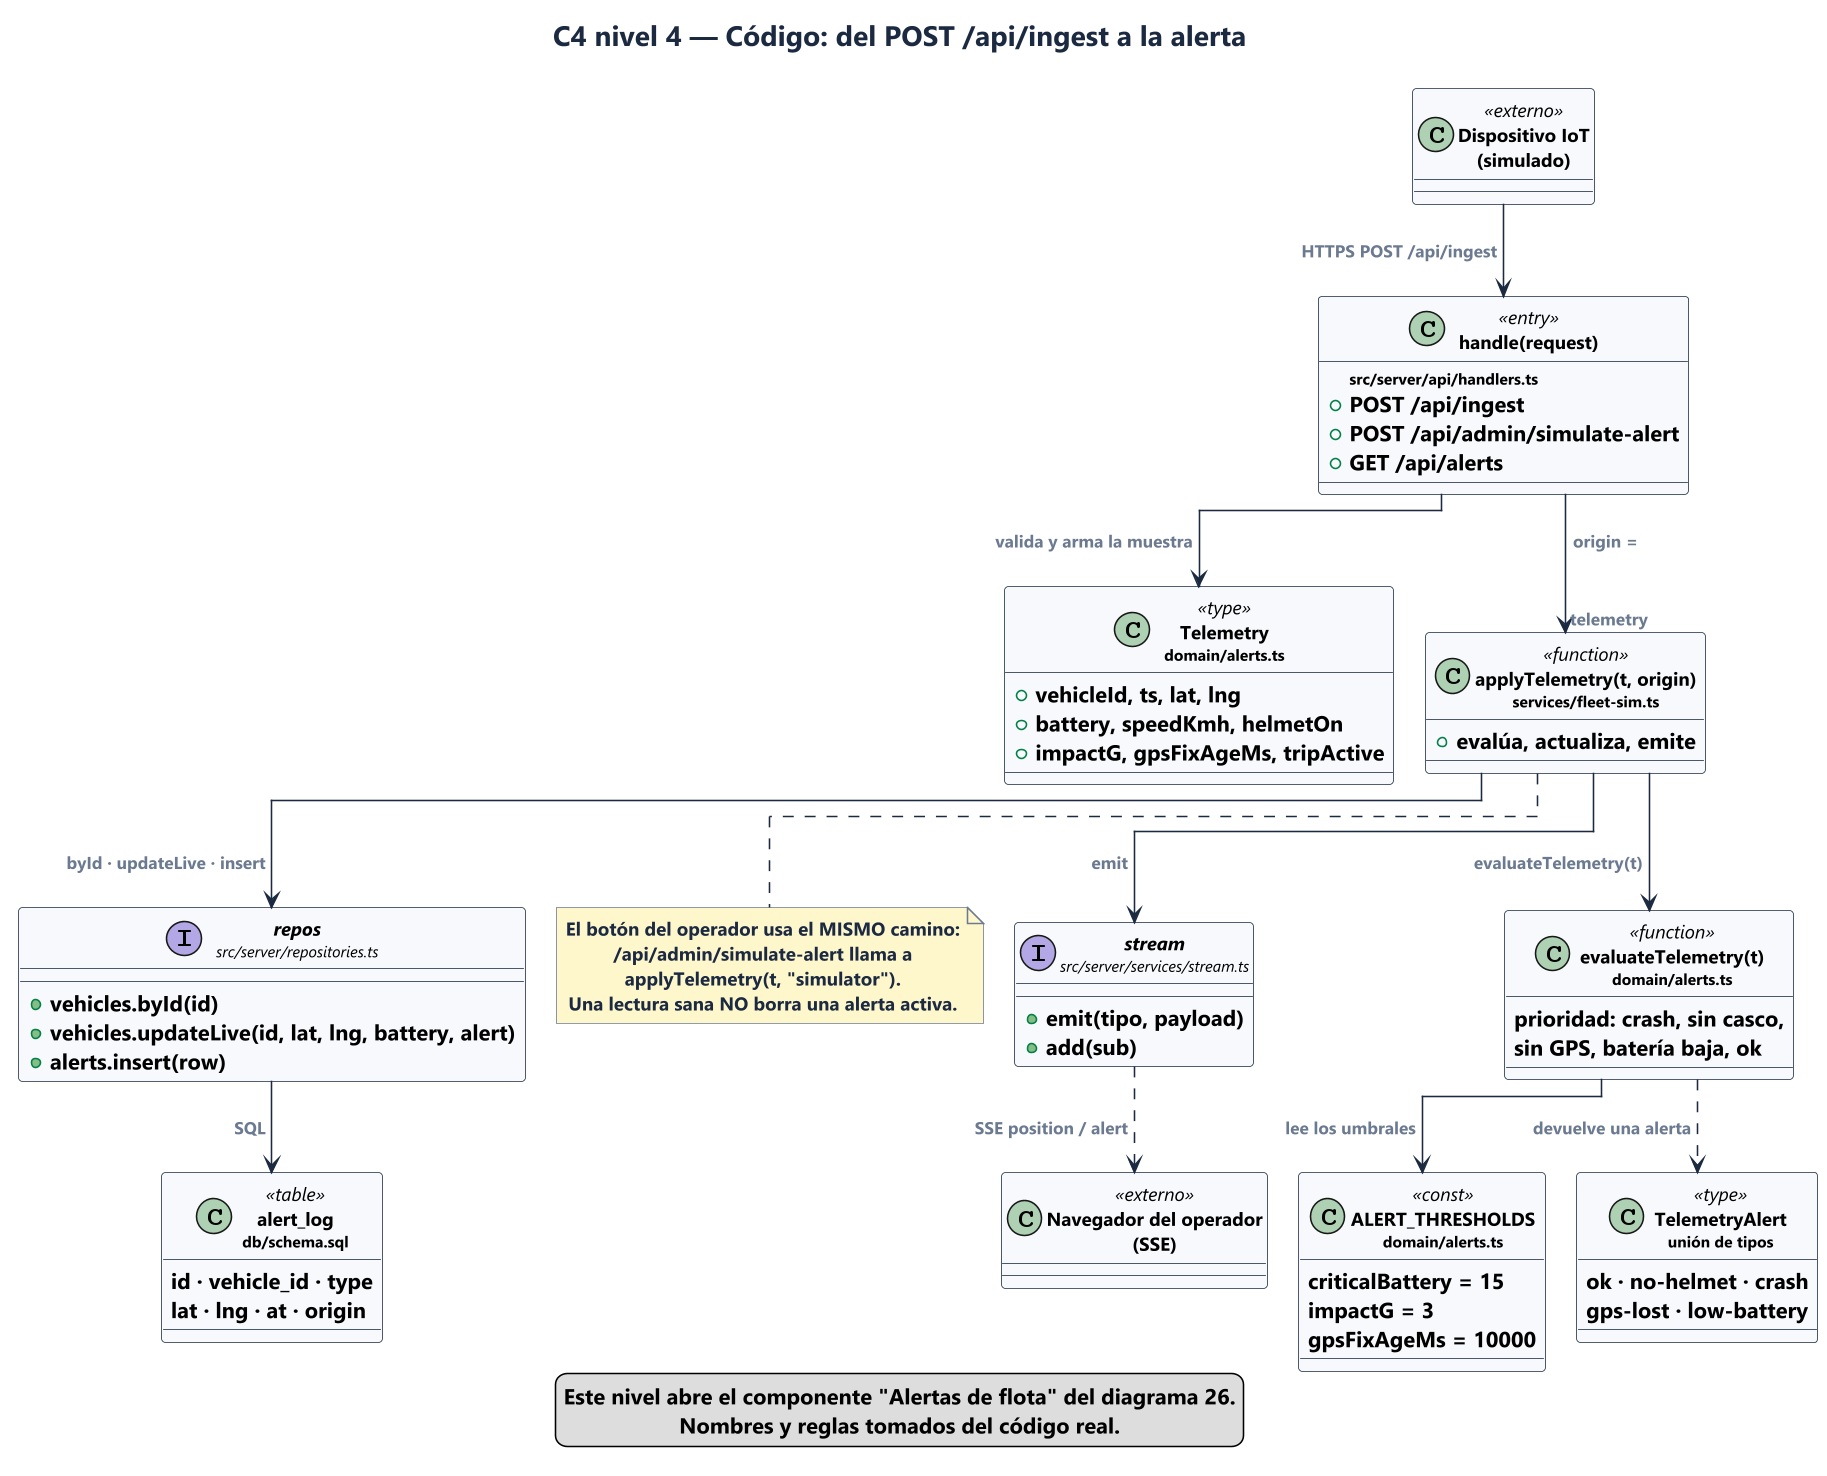 C4 nivel 4 — Código: del POST /api/ingest a la alerta
«externo»
C
Dispositivo IoT
(simulado)
HTTPS POST /api/ingest
«entry»
C
handle(request)
src/server/api/handlers.ts
POST /api/ingest
POST /api/admin/simulate-alert
GET /api/alerts
valida y arma la muestra
origin =
telemetry
«type»
C
Telemetry
domain/alerts.ts
vehicleId, ts, lat, lng
battery, speedKmh, helmetOn
impactG, gpsFixAgeMs, tripActive
«function»
C
applyTelemetry(t, origin)
services/fleet-sim.ts
evalúa, actualiza, emite
byId · updateLive · insert
emit
evaluateTelemetry(t)
I
repos
src/server/repositories.ts
vehicles.byId(id)
vehicles.updateLive(id, lat, lng, battery, alert)
alerts.insert(row)
El botón del operador usa el MISMO camino:
/api/admin/simulate-alert llama a
applyTelemetry(t, "simulator").
Una lectura sana NO borra una alerta activa.
I
stream
src/server/services/stream.ts
emit(tipo, payload)
add(sub)
«function»
C
evaluateTelemetry(t)
domain/alerts.ts
prioridad: crash, sin casco,
sin GPS, batería baja, ok
SQL
SSE position / alert
lee los umbrales
devuelve una alerta
«table»
C
alert_log
db/schema.sql
id · vehicle_id · type
lat · lng · at · origin
«externo»
C
Navegador del operador
(SSE)
«const»
C
ALERT_THRESHOLDS
domain/alerts.ts
criticalBattery = 15
impactG = 3
gpsFixAgeMs = 10000
«type»
C
TelemetryAlert
unión de tipos
ok · no-helmet · crash
gps-lost · low-battery
Este nivel abre el componente "Alertas de flota" del diagrama 26.
Nombres y reglas tomados del código real.